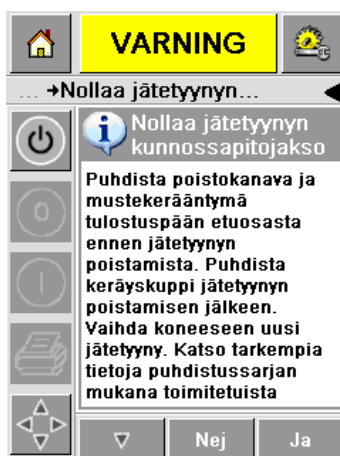 VARNING
... →Nollaa jätetyynyn...
Nollaa jätetyynyn
kunnossapitojakso
Puhdista poistokanava ja
mustekerääntymä
tulostuspään etuosasta
ennen jätetyynyn
poistamista. Puhdista
keräyskuppi jätetyynyn
poistamisen jälkeen.
Vaihda koneeseen uusi
jätetyyny. Katso tarkempia
tietoja puhdistussarjan
mukana toimitetuista
Nej Ja